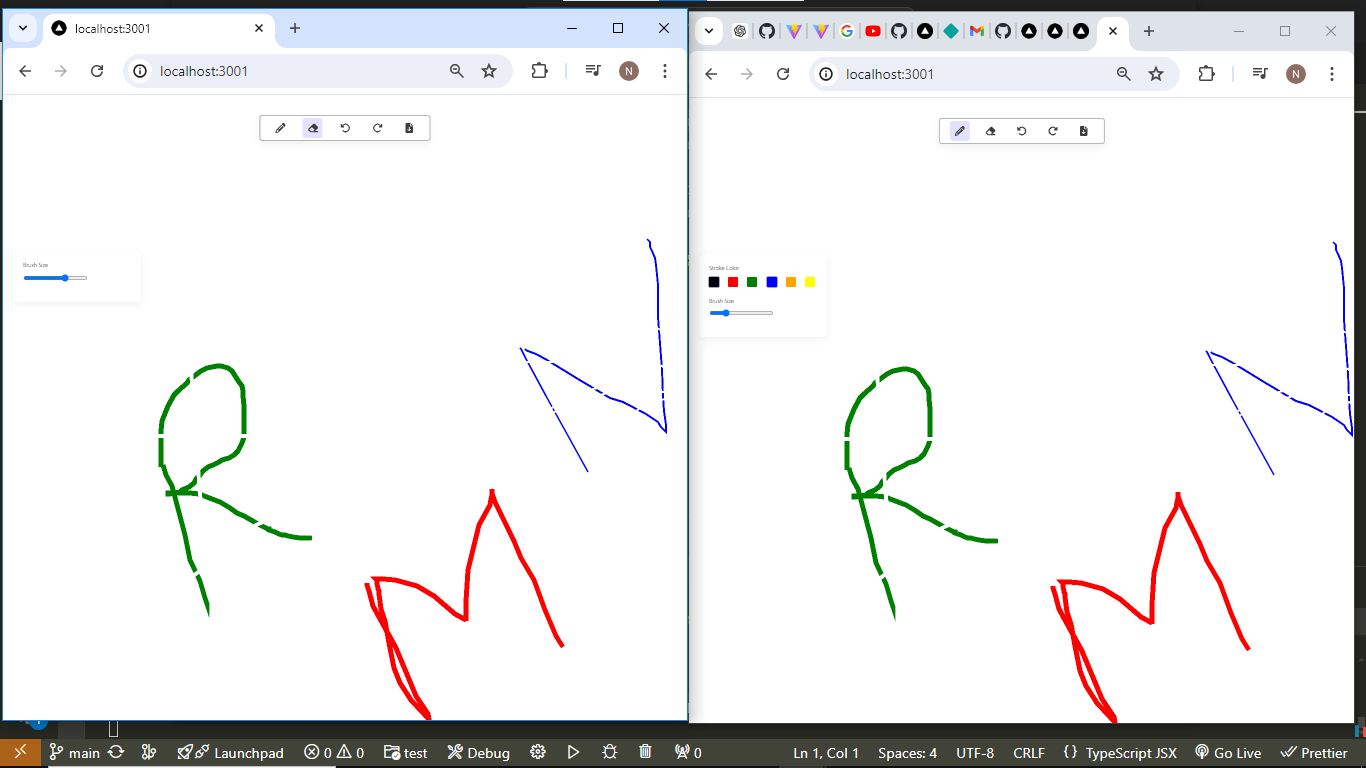 localhost:3001
localhost:3001
N
localhost:3001
N
Brush Size
Stroke Color
Brush Size
R
N
M
R
N
M
main
Launchpad
0
0
test
Debug
0
Ln 1, Col 1
Spaces: 4
UTF-8
CRLF
{ }
TypeScript JSX
Go Live
Prettier